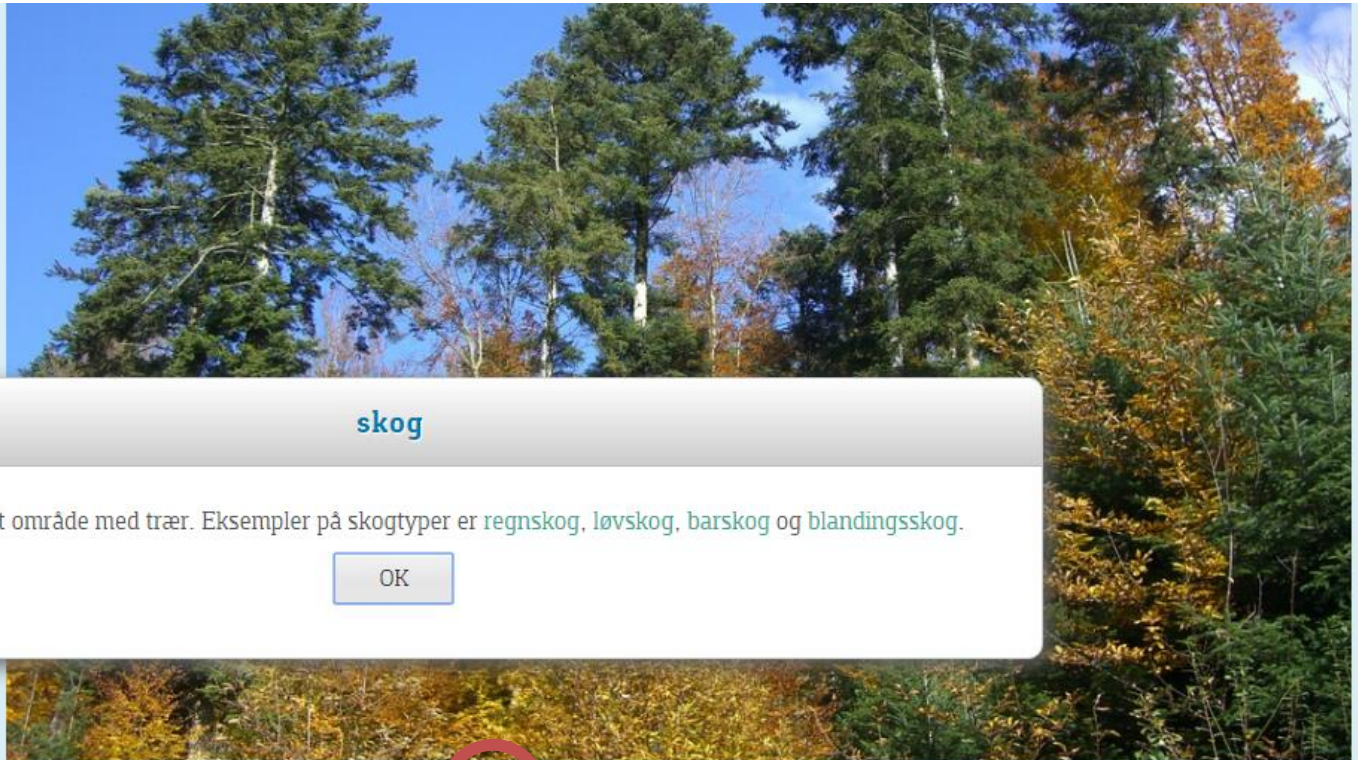 skog
t område med trær. Eksempler på skogtyper er regnskog, løvskog, barskog og blandingsskog.
OK